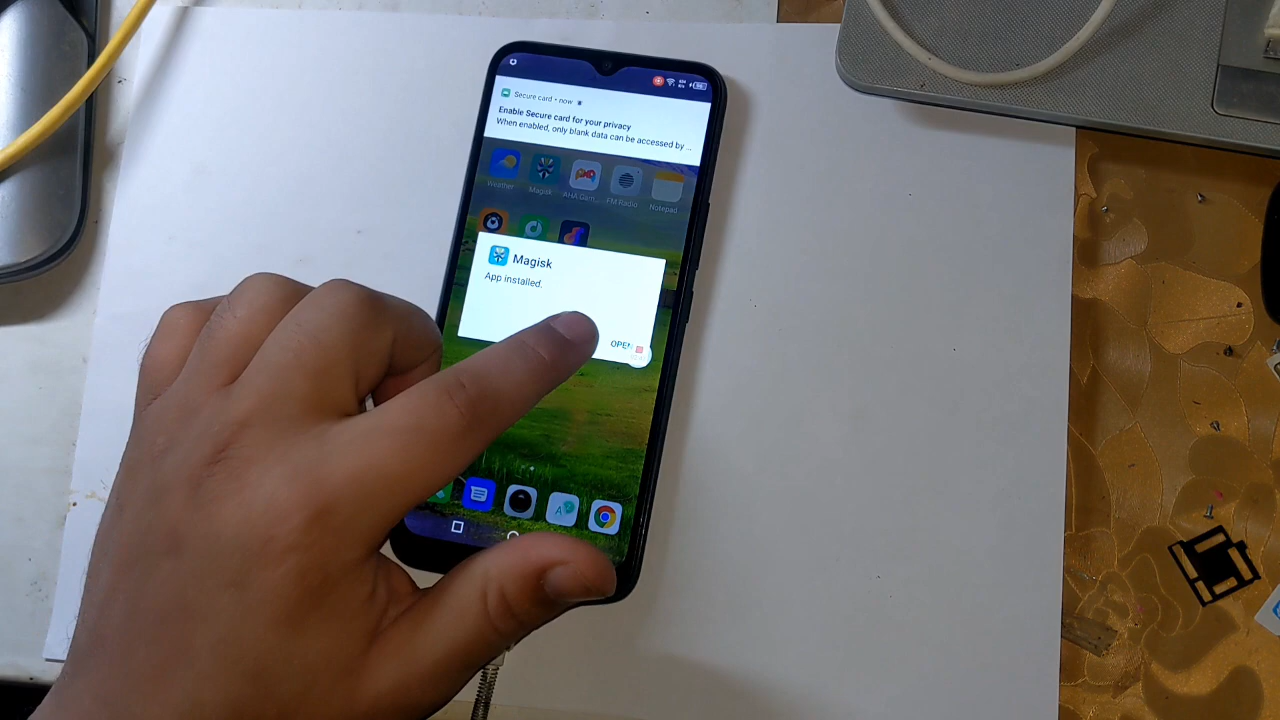 Secure card • now
Enable Secure card for your privacy
When enabled, only blank data can be accessed by ...
Weather
Magisk
AHA Gam...
FM Radio
Notepad
Magisk
App installed.
OPEN